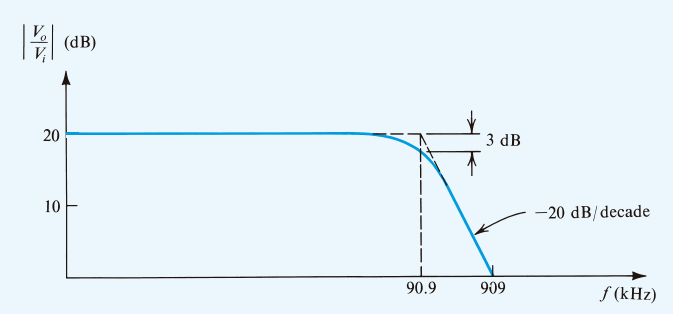 |V_o/V_i| (dB)
20
3 dB
10
−20 dB/decade
90.9
909
f (kHz)